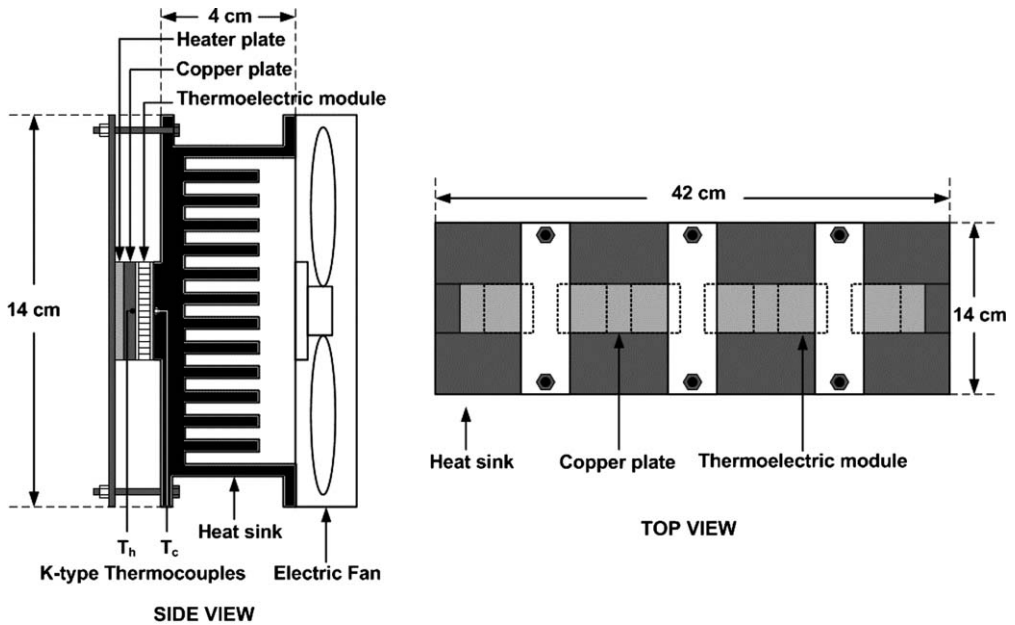 4 cm
Heater plate
Copper plate
Thermoelectric module
14 cm
Heat sink
Th Tc
K-type Thermocouples
Electric Fan
SIDE VIEW
42 cm
14 cm
Heat sink
Copper plate
Thermoelectric module
TOP VIEW